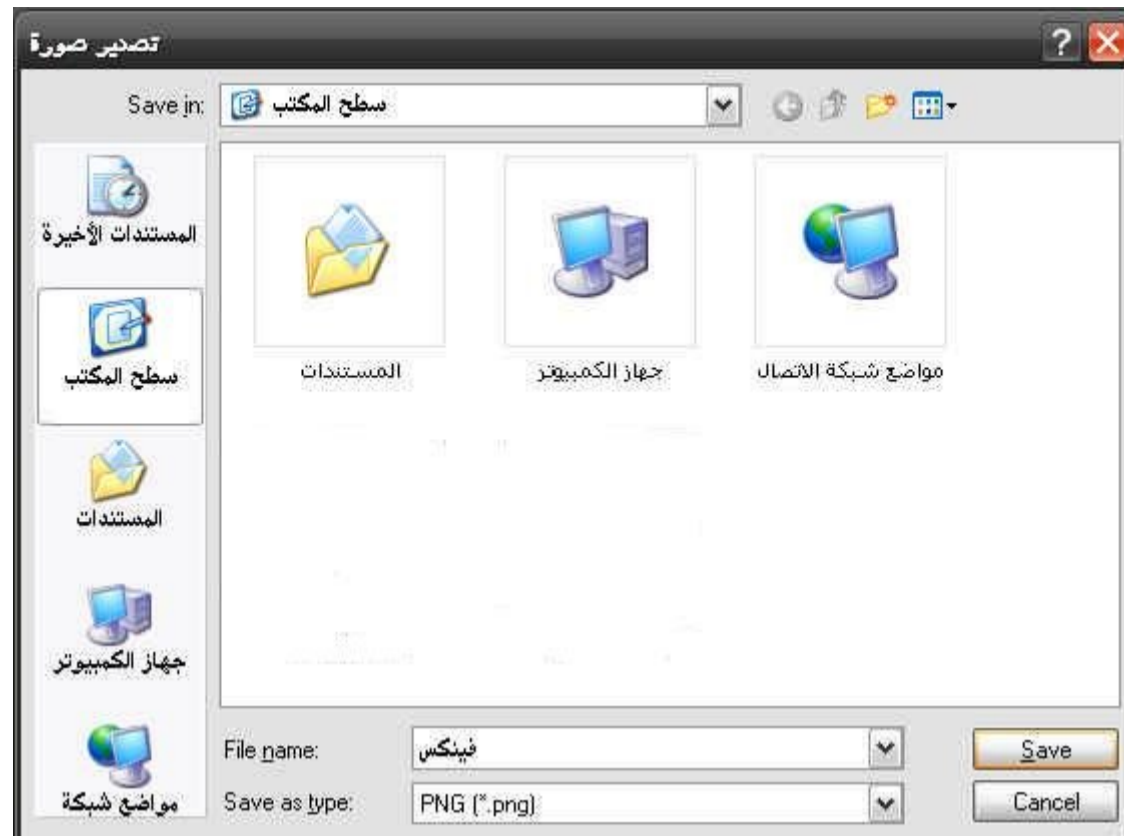 تصدير صورة
Save in:
سطح المكتب
المستندات الأخيرة
سطح المكتب
المستندات
جهاز الكمبيوتر
مواضع شبكة
المستندات
جهاز الكمبيوتر
مواضع شبكة الاتصال
File name:
فينكس
Save
Save as type:
PNG (*.png)
Cancel